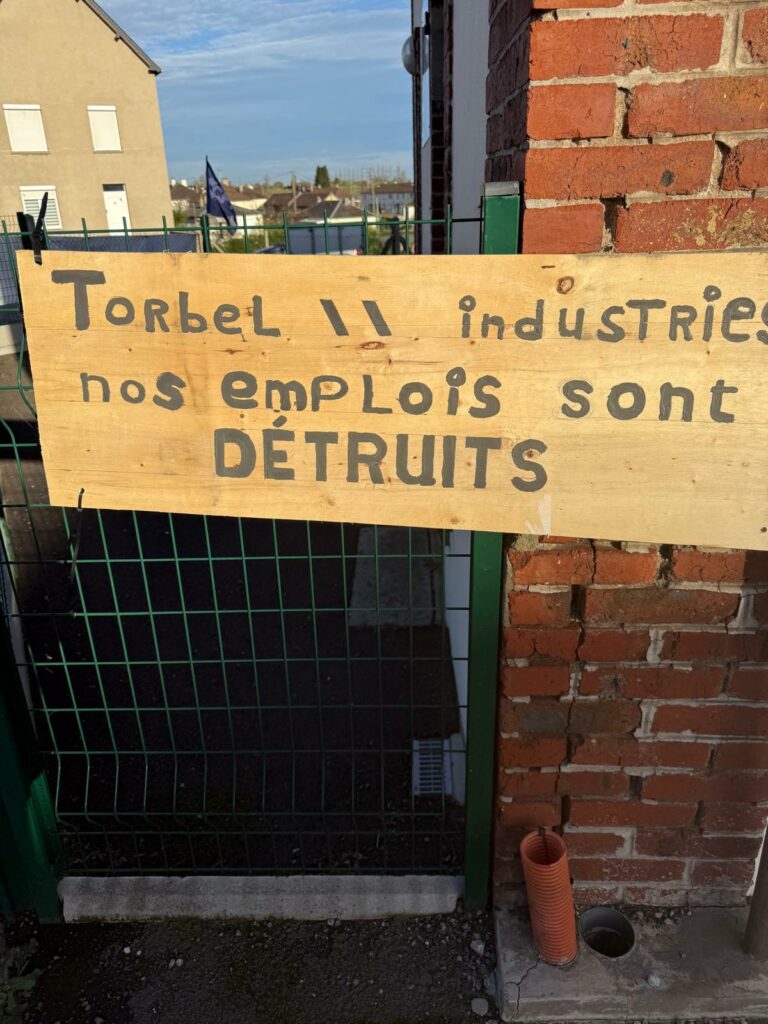 TorbeL \\ industries
nos emPLois sont
DÉTRUITS